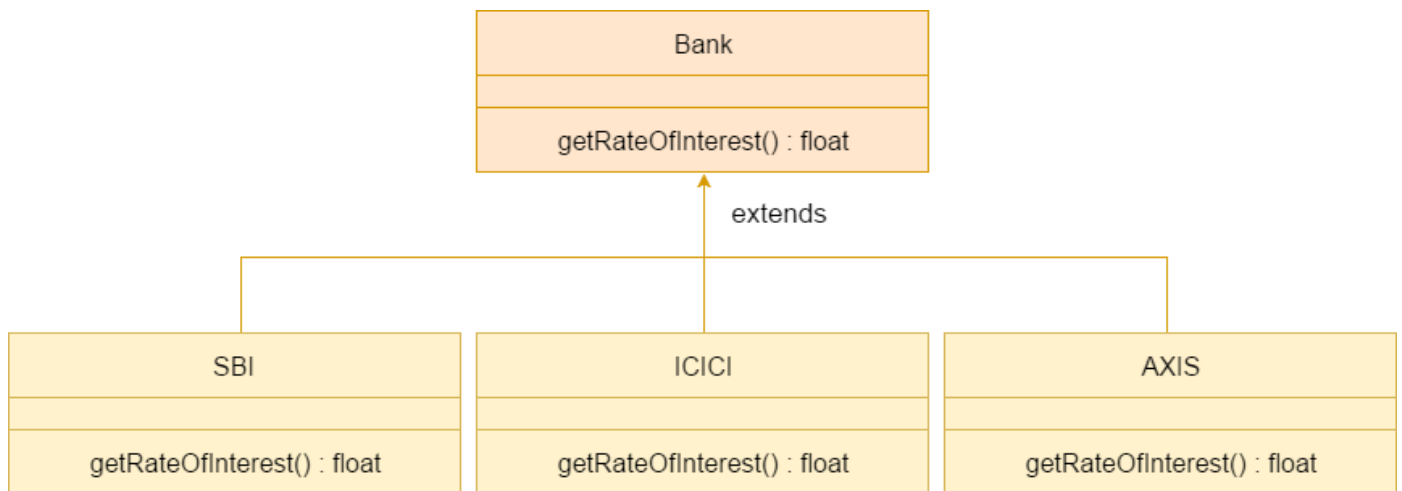 Bank
getRateOfInterest() : float
extends
SBI
ICICI
AXIS
getRateOfInterest() : float
getRateOfInterest() : float
getRateOfInterest() : float